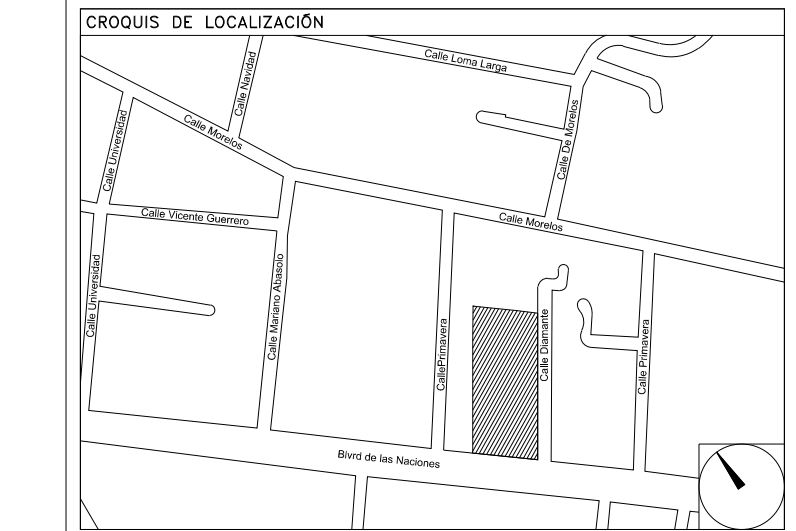 CROQUIS DE LOCALIZACIÓN
Calle Loma Larga
Calle Navidad
Calle Morelos
Calle Universidad
Calle De Morelos
Calle Vicente Guerrero
Calle Morelos
Calle Universidad
Calle Mariano Abasolo
CallePrimavera
Calle Diamante
Calle Primavera
Blvrd de las Naciones